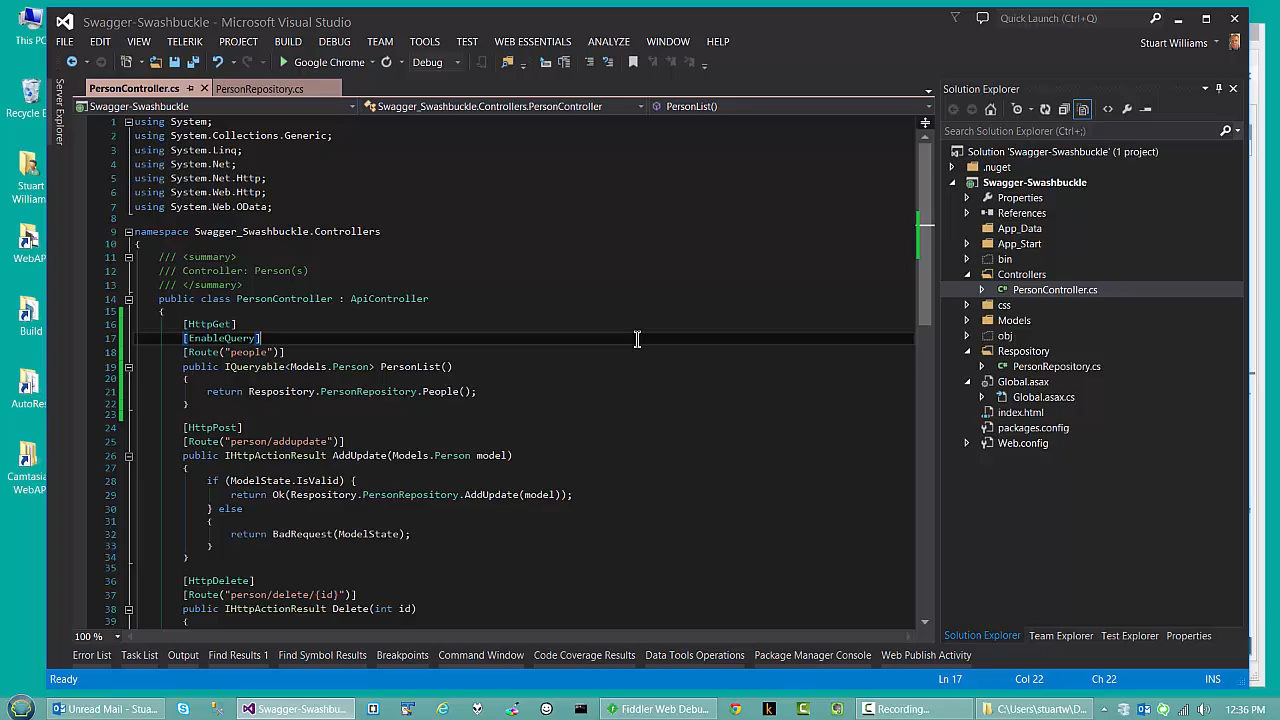 This PC
Recycle
Stuart
William
WebAP
Build
AutoRes
Camtasia
WebAP
Swagger-Swashbuckle - Microsoft Visual Studio
Quick Launch (Ctrl+;)
FILE EDIT VIEW TELERIK PROJECT BUILD DEBUG TEAM TOOLS TEST WEB ESSENTIALS ANALYZE WINDOW HELP
Stuart Williams
Google Chrome
Debug
Server Explorer
PersonController.cs
PersonRepository.cs
Swagger-Swashbuckle
Swagger_Swashbuckle.Controllers.PersonController
PersonList()
1 using System;
2 using System.Collections.Generic;
3 using System.Linq;
4 using System.Net;
5 using System.Net.Http;
6 using System.Web.Http;
7 using System.Web.OData;
8
9 namespace Swagger_Swashbuckle.Controllers
10 {
11 /// <summary>
12 /// Controller: Person(s)
13 /// </summary>
14 public class PersonController : ApiController
15 {
16 [HttpGet]
17 [EnableQuery]
18 [Route("people")]
19 public IQueryable<Models.Person> PersonList()
20 {
21 return Respository.PersonRepository.People();
22 }
23
24 [HttpPost]
25 [Route("person/addupdate")]
26 public IHttpActionResult AddUpdate(Models.Person model)
27 {
28 if (ModelState.IsValid) {
29 return Ok(Respository.PersonRepository.AddUpdate(model));
30 } else
31 {
32 return BadRequest(ModelState);
33 }
34 }
35
36 [HttpDelete]
37 [Route("person/delete/{id}")]
38 public IHttpActionResult Delete(int id)
39 {
100 %
Solution Explorer
Search Solution Explorer (Ctrl+;)
Solution 'Swagger-Swashbuckle' (1 project)
.nuget
Swagger-Swashbuckle
Properties
References
App_Data
App_Start
bin
Controllers
PersonController.cs
css
Models
obj
Respository
PersonRepository.cs
Global.asax
Global.asax.cs
index.html
packages.config
Web.config
Solution Explorer Team Explorer Test Explorer Properties
Error List Task List Output Find Results 1 Find Symbol Results Breakpoints Command Window Code Coverage Results Data Tools Operations Package Manager Console Web Publish Activity
Ready
Ln 17 Col 22 Ch 22 INS
Unread Mail - Stua...
Swagger-Swashbu...
Fiddler Web Debu...
Recording...
C:\Users\stuartw\D...
12:36 PM